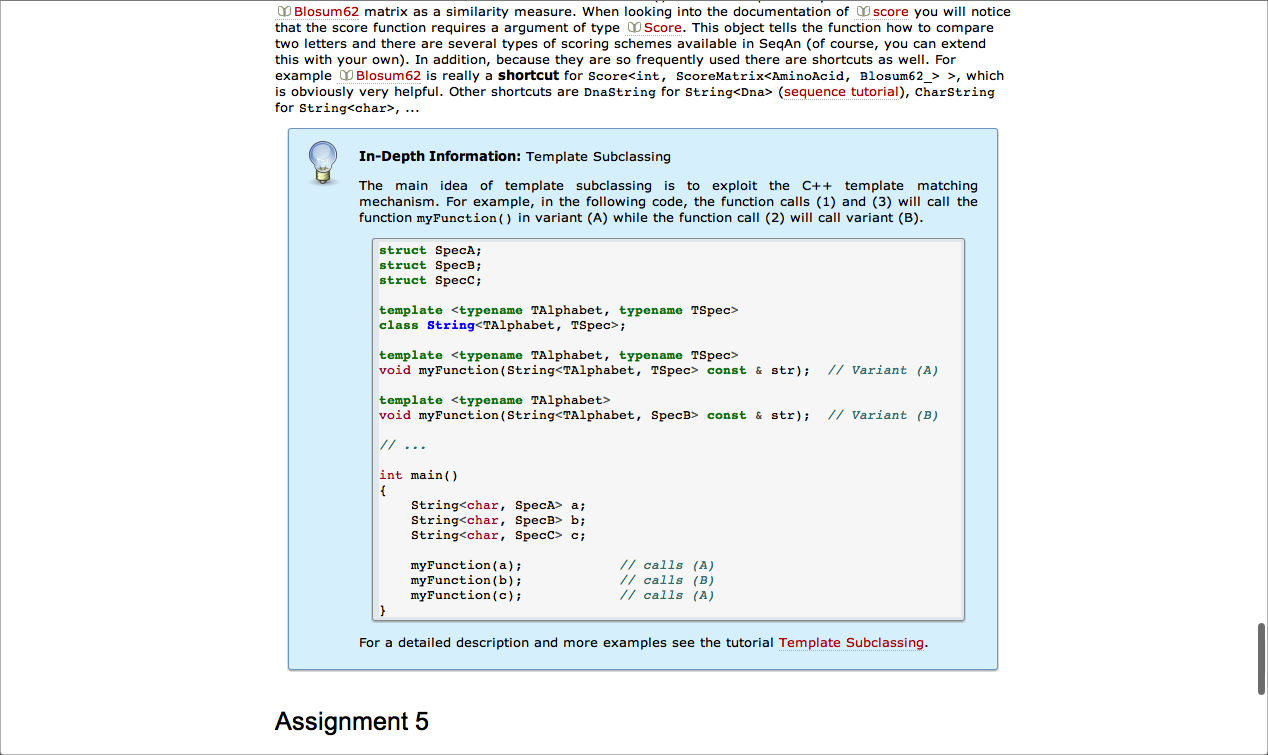 Blosum62 matrix as a similarity measure. When looking into the documentation of score you will notice
that the score function requires a argument of type Score. This object tells the function how to compare
two letters and there are several types of scoring schemes available in SeqAn (of course, you can extend
this with your own). In addition, because they are so frequently used there are shortcuts as well. For
example Blosum62 is really a shortcut for Score<int, ScoreMatrix<AminoAcid, Blosum62_> >, which
is obviously very helpful. Other shortcuts are DnaString for String<Dna> (sequence tutorial), CharString
for String<char>, ...
In-Depth Information: Template Subclassing
The main idea of template subclassing is to exploit the C++ template matching
mechanism. For example, in the following code, the function calls (1) and (3) will call the
function myFunction() in variant (A) while the function call (2) will call variant (B).
struct SpecA;
struct SpecB;
struct SpecC;
template <typename TAlphabet, typename TSpec>
class String<TAlphabet, TSpec>;
template <typename TAlphabet, typename TSpec>
void myFunction(String<TAlphabet, TSpec> const & str);  // Variant (A)
template <typename TAlphabet>
void myFunction(String<TAlphabet, SpecB> const & str);  // Variant (B)
// ...
int main()
{
    String<char, SpecA> a;
    String<char, SpecB> b;
    String<char, SpecC> c;
    myFunction(a);            // calls (A)
    myFunction(b);            // calls (B)
    myFunction(c);            // calls (A)
}
For a detailed description and more examples see the tutorial Template Subclassing.
Assignment 5